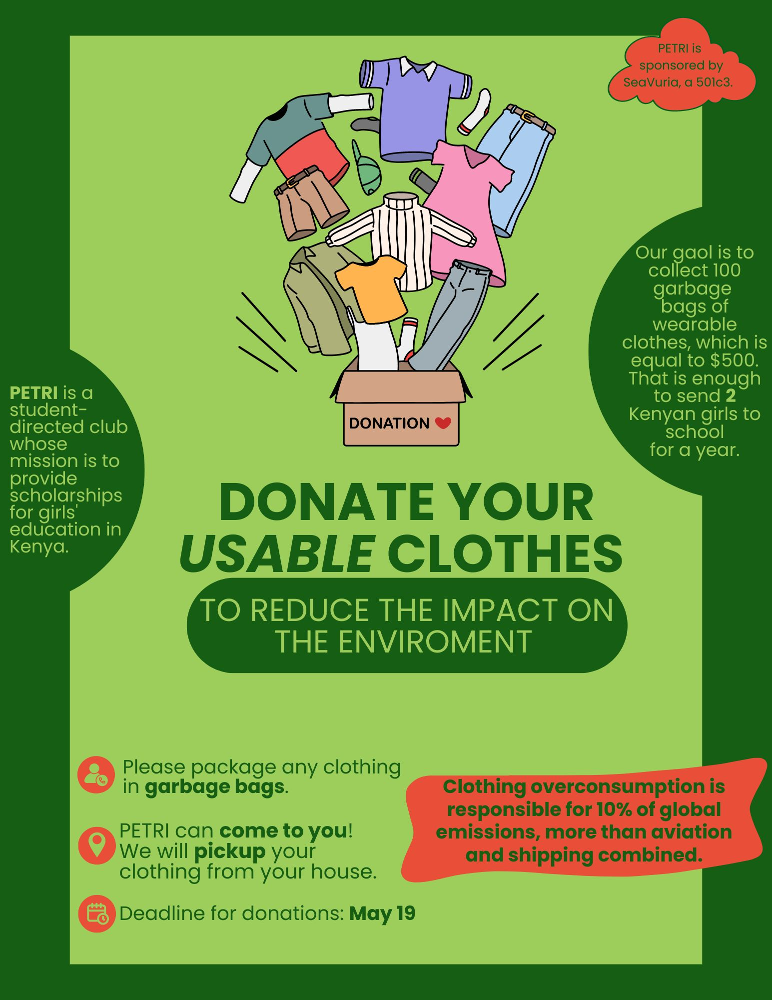 PETRI is
sponsored by
SeaVuria, a 501c3.
Our gaol is to
collect 100
garbage
bags of
wearable
clothes, which is
equal to $500.
That is enough
to send 2
Kenyan girls to
school
for a year.
PETRI is a
student-
directed club
whose
mission is to
provide
scholarships
for girls'
education in
Kenya.
DONATION
DONATE YOUR
USABLE CLOTHES
TO REDUCE THE IMPACT ON
THE ENVIROMENT
Please package any clothing
in garbage bags.
PETRI can come to you!
We will pickup your
clothing from your house.
Deadline for donations: May 19
Clothing overconsumption is
responsible for 10% of global
emissions, more than aviation
and shipping combined.